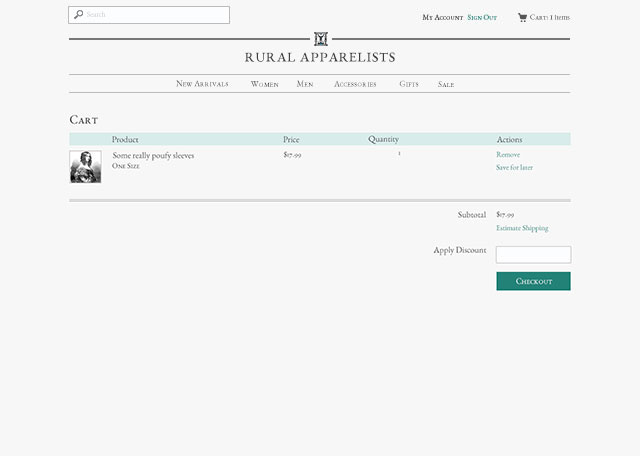 Search
My Account Sign Out Cart: 1 Items
RURAL APPARELISTS
New Arrivals Women Men Accessories Gifts Sale
Cart
Product Price Quantity Actions
Some really poufy sleeves $17.99 1 Remove
One Size Save for later
Subtotal $17.99
Estimate Shipping
Apply Discount
Checkout